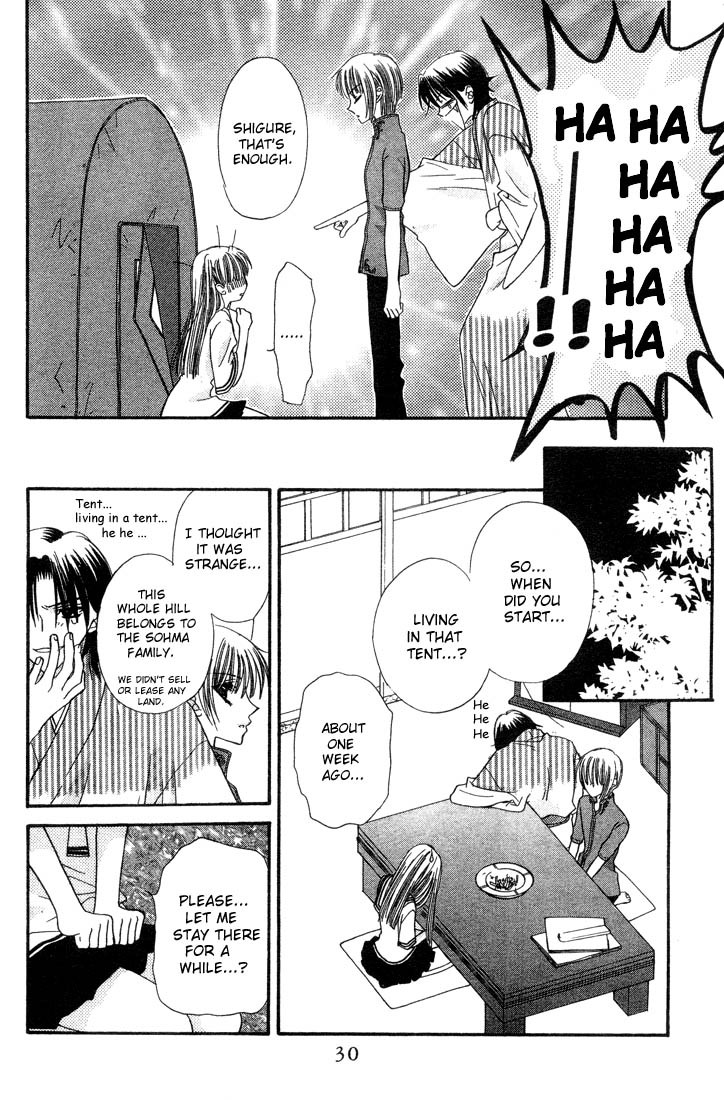 HA HA
HA
HA
HA
HA
!!
SHIGURE,
THAT'S
ENOUGH.
.....
SO...
WHEN
DID YOU
START...
LIVING
IN THAT
TENT...?
He
He
He
ABOUT
ONE
WEEK
AGO...
I THOUGHT
IT WAS
STRANGE...
THIS
WHOLE HILL
BELONGS TO
THE SOHMA
FAMILY.
WE DIDN'T SELL
OR LEASE ANY
LAND.
Tent...
living in a tent...
he he ...
PLEASE...
LET ME
STAY THERE
FOR A
WHILE...?
30